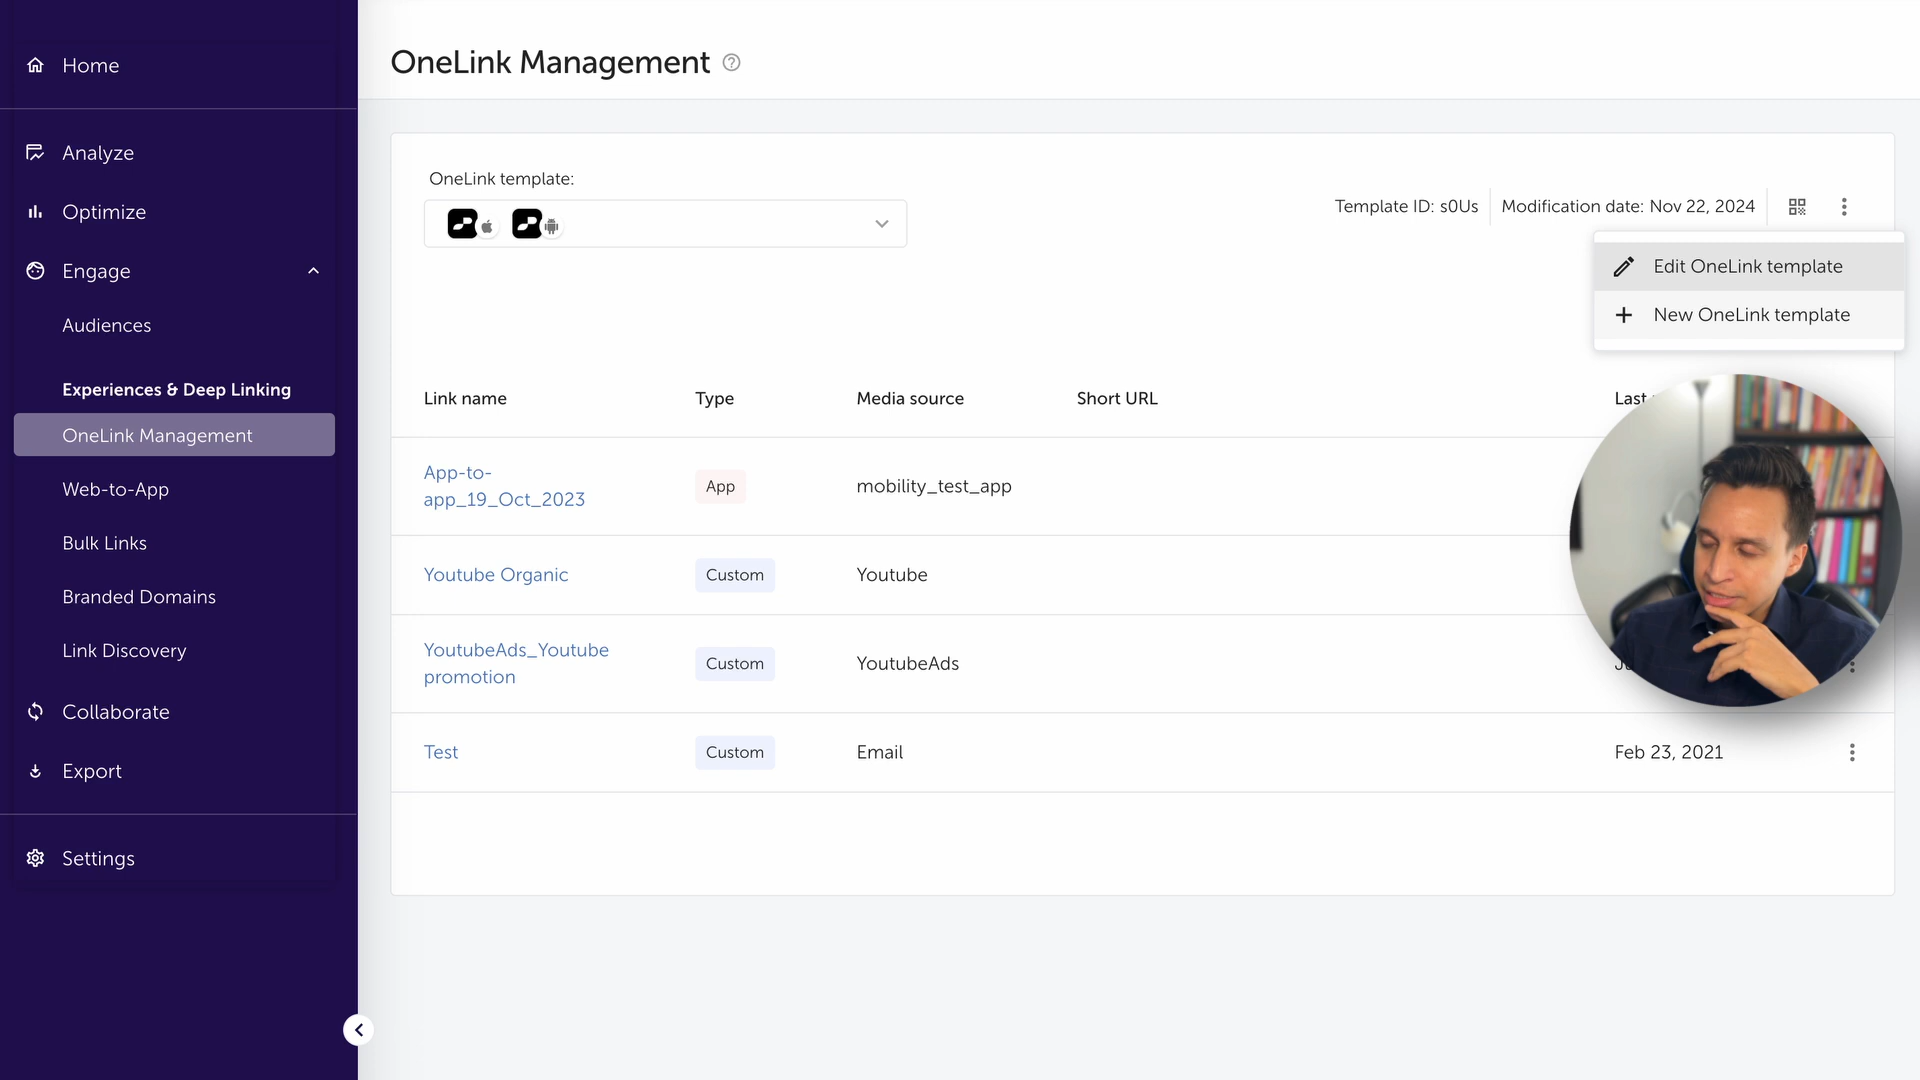 Home
Analyze
Optimize
Engage
Audiences
Experiences & Deep Linking
OneLink Management
Web-to-App
Bulk Links
Branded Domains
Link Discovery
Collaborate
Export
Settings
OneLink Management
OneLink template:
Template ID: s0Us
Modification date: Nov 22, 2024
Edit OneLink template
New OneLink template
Link name Type Media source Short URL Last
App-to-
app_19_Oct_2023
App
mobility_test_app
Youtube Organic
Custom
Youtube
YoutubeAds_Youtube
promotion
Custom
YoutubeAds
Test
Custom
Email
Feb 23, 2021